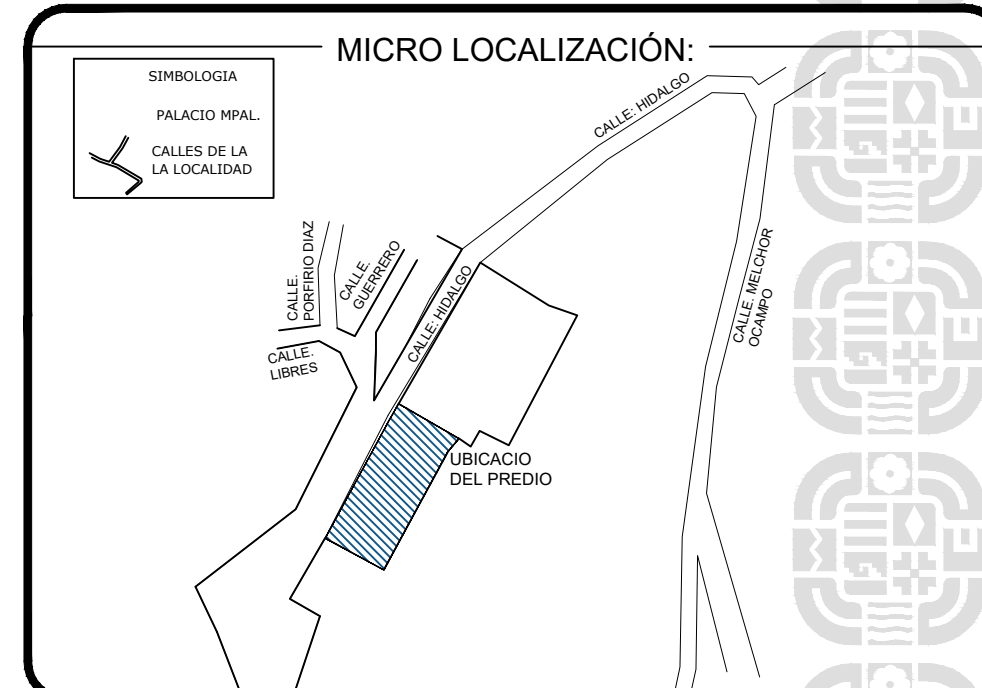 MICRO LOCALIZACIÓN:
SIMBOLOGIA
PALACIO MPAL.
CALLES DE LA
LA LOCALIDAD
CALLE: HIDALGO
CALLE.
PORFIRIO DIAZ
CALLE.
GUERRERO
CALLE: HIDALGO
CALLE. MELCHOR
OCAMPO
CALLE.
LIBRES
UBICACIO
DEL PREDIO